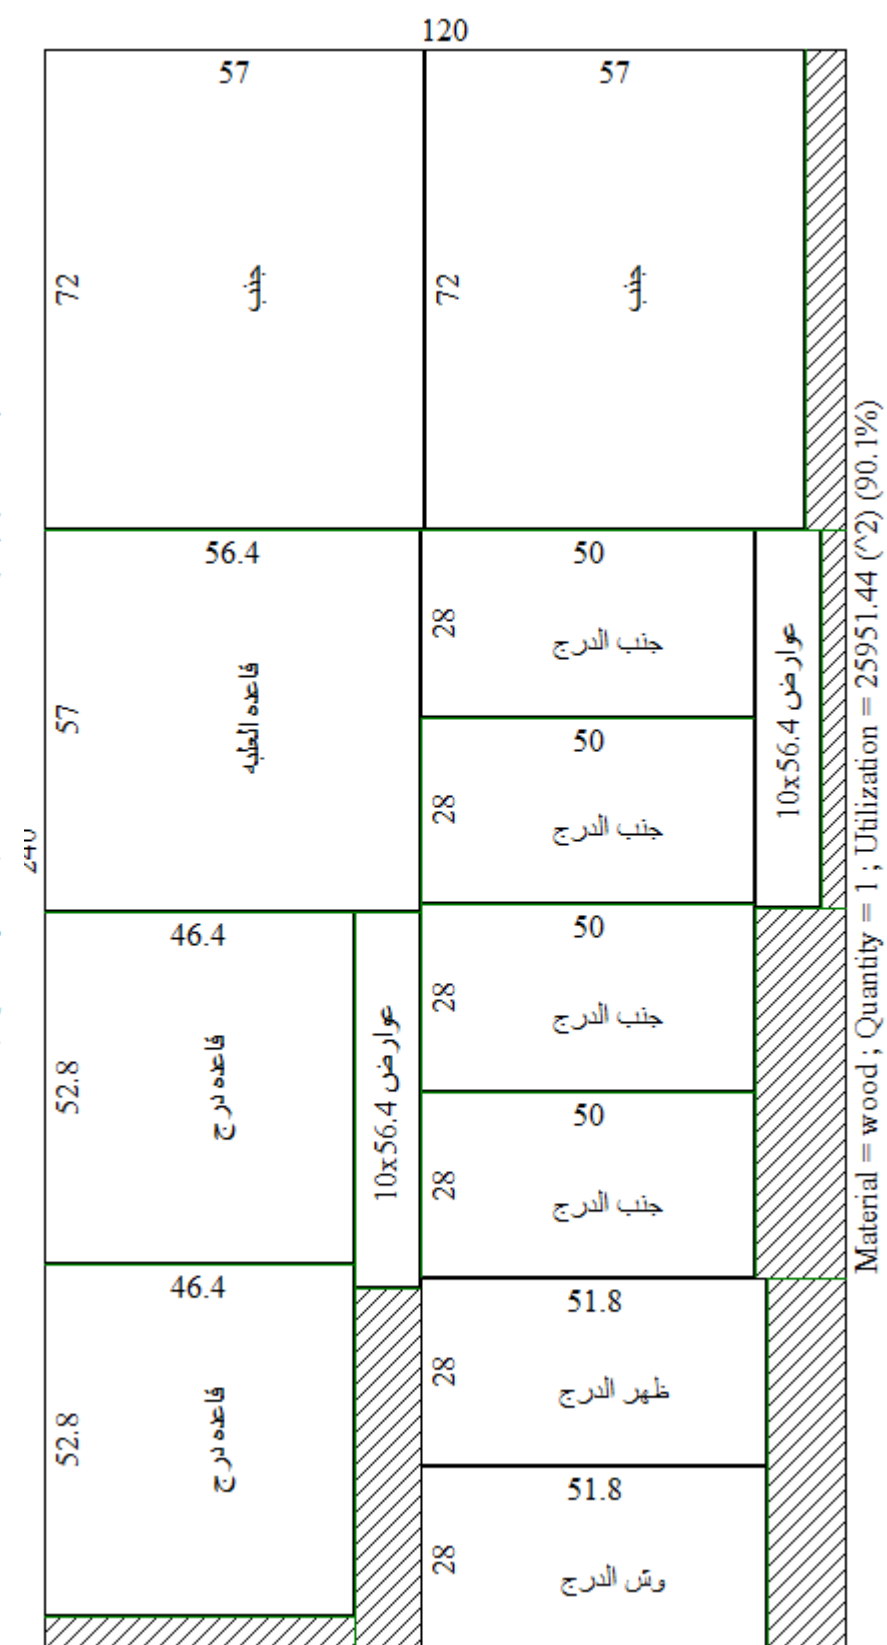 120
57
57
72
72
56.4
57
50
28
جنب الدرج
عوارض 10x56.4
50
28
جنب الدرج
240
قاعده العلبه
50
28
جنب الدرج
46.4
52.8
قاعده درج
عوارض 10x56.4
50
28
جنب الدرج
46.4
52.8
قاعده درج
51.8
28
ظهر الدرج
51.8
28
وش الدرج
Material = wood ; Quantity = 1 ; Utilization = 25951.44 (^2) (90.1%)